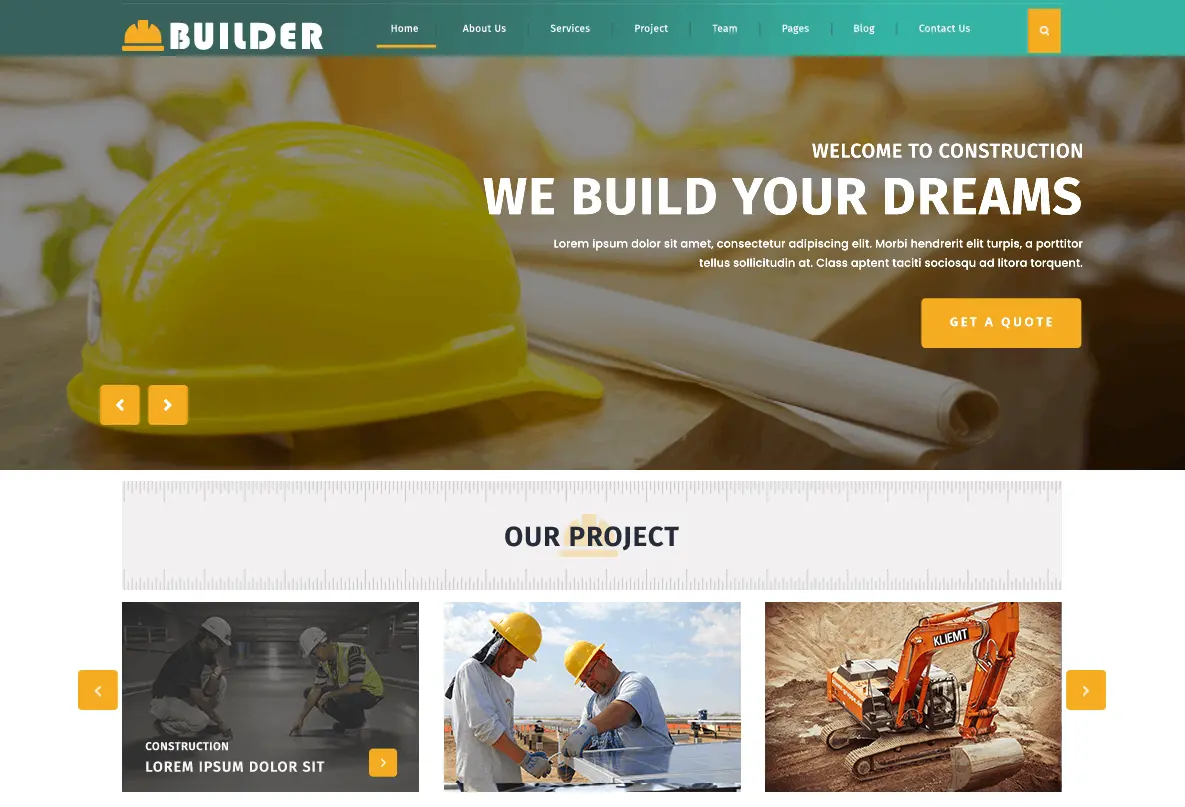 BUILDER
Home About Us Services Project Team Pages Blog Contact Us
WELCOME TO CONSTRUCTION
WE BUILD YOUR DREAMS
Lorem ipsum dolor sit amet, consectetur adipiscing elit. Morbi hendrerit elit turpis, a porttitor
tellus sollicitudin at. Class aptent taciti sociosqu ad litora torquent.
GET A QUOTE
OUR PROJECT
KLIEMT
CONSTRUCTION
LOREM IPSUM DOLOR SIT